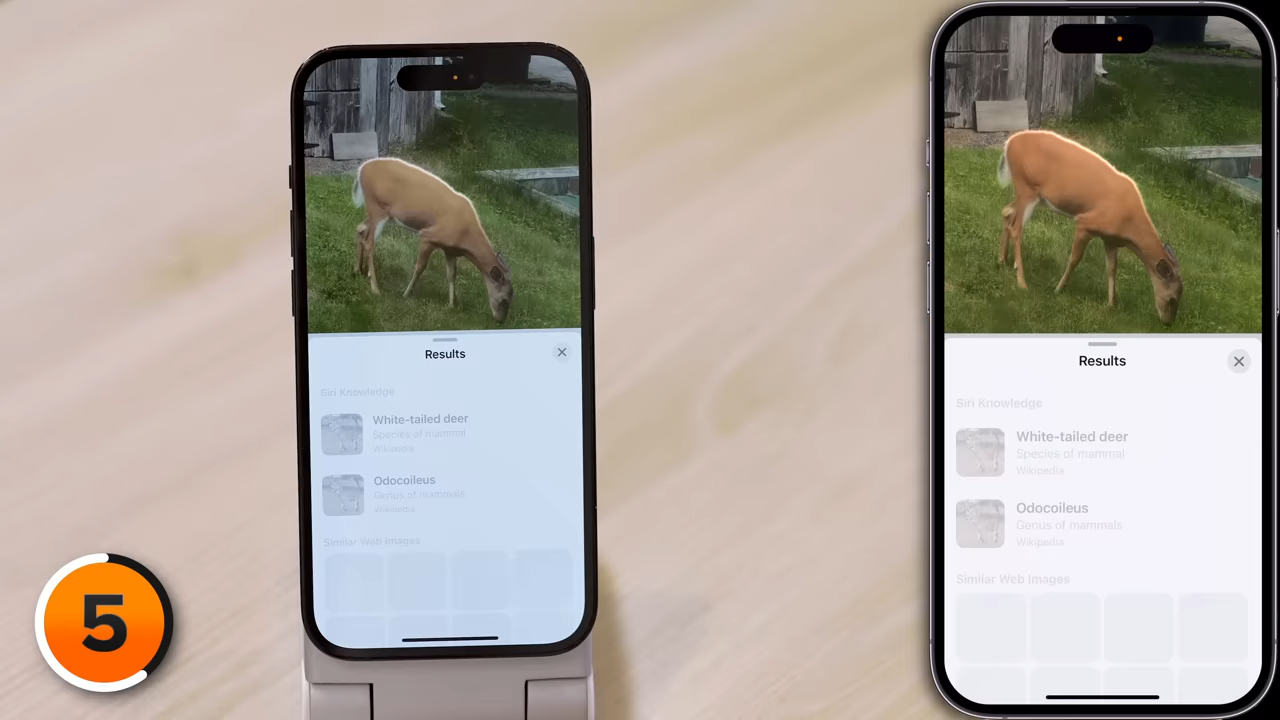 Results
Siri Knowledge
White-tailed deer
Species of mammal
Wikipedia
Odocoileus
Genus of mammals
Wikipedia
Similar Web Images
Results
Siri Knowledge
White-tailed deer
Species of mammal
Wikipedia
Odocoileus
Genus of mammals
Wikipedia
Similar Web Images
5